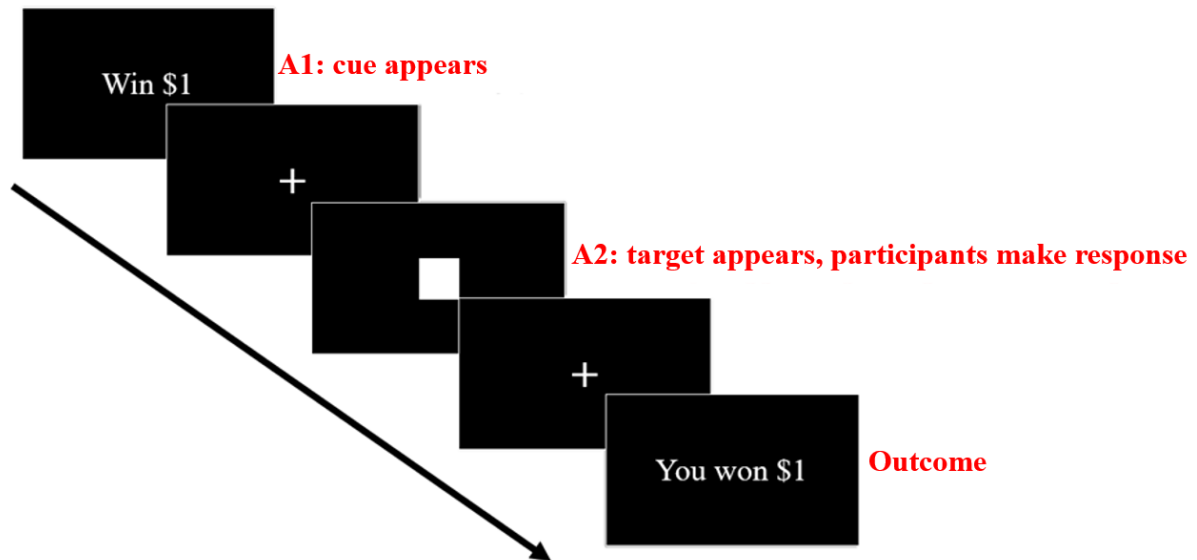 Win $1
A1: cue appears
+
A2: target appears, participants make response
+
You won $1
Outcome